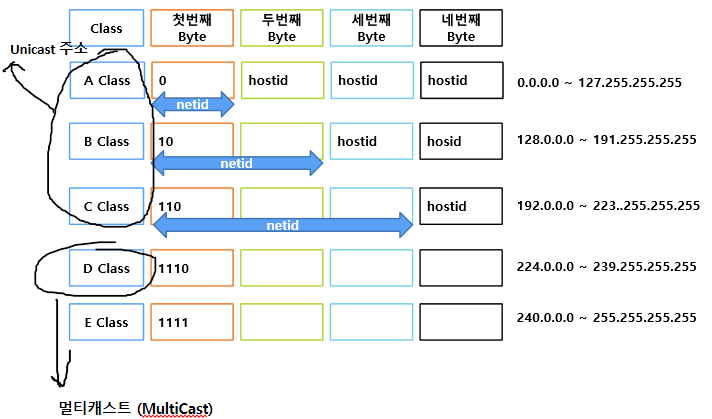 Class
첫번째
Byte
두번째
Byte
세번째
Byte
네번째
Byte
Unicast 주소
A Class
0
hostid
hostid
hostid
0.0.0.0 ~ 127.255.255.255
netid
B Class
10
hostid
hosid
128.0.0.0 ~ 191.255.255.255
netid
C Class
110
hostid
192.0.0.0 ~ 223..255.255.255
netid
D Class
1110
224.0.0.0 ~ 239.255.255.255
E Class
1111
240.0.0.0 ~ 255.255.255.255
멀티캐스트 (MultiCast)